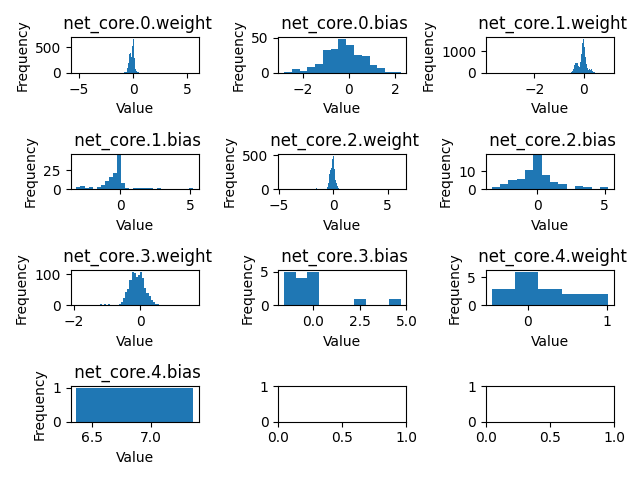 net_core.0.weight
Frequency
500
0
−5
0
5
Value
net_core.0.bias
Frequency
50
0
−2
0
2
Value
net_core.1.weight
Frequency
1000
0
−2
0
Value
net_core.1.bias
Frequency
25
0
0
5
Value
net_core.2.weight
Frequency
500
0
−5
0
5
Value
net_core.2.bias
Frequency
10
0
0
5
Value
net_core.3.weight
Frequency
100
0
−2
0
Value
net_core.3.bias
Frequency
5
0
0.0
2.5
5.0
Value
net_core.4.weight
Frequency
5
0
0
1
Value
net_core.4.bias
Frequency
1
0
6.5
7.0
Value
1
0
0.0
0.5
1.0
1
0
0.0
0.5
1.0